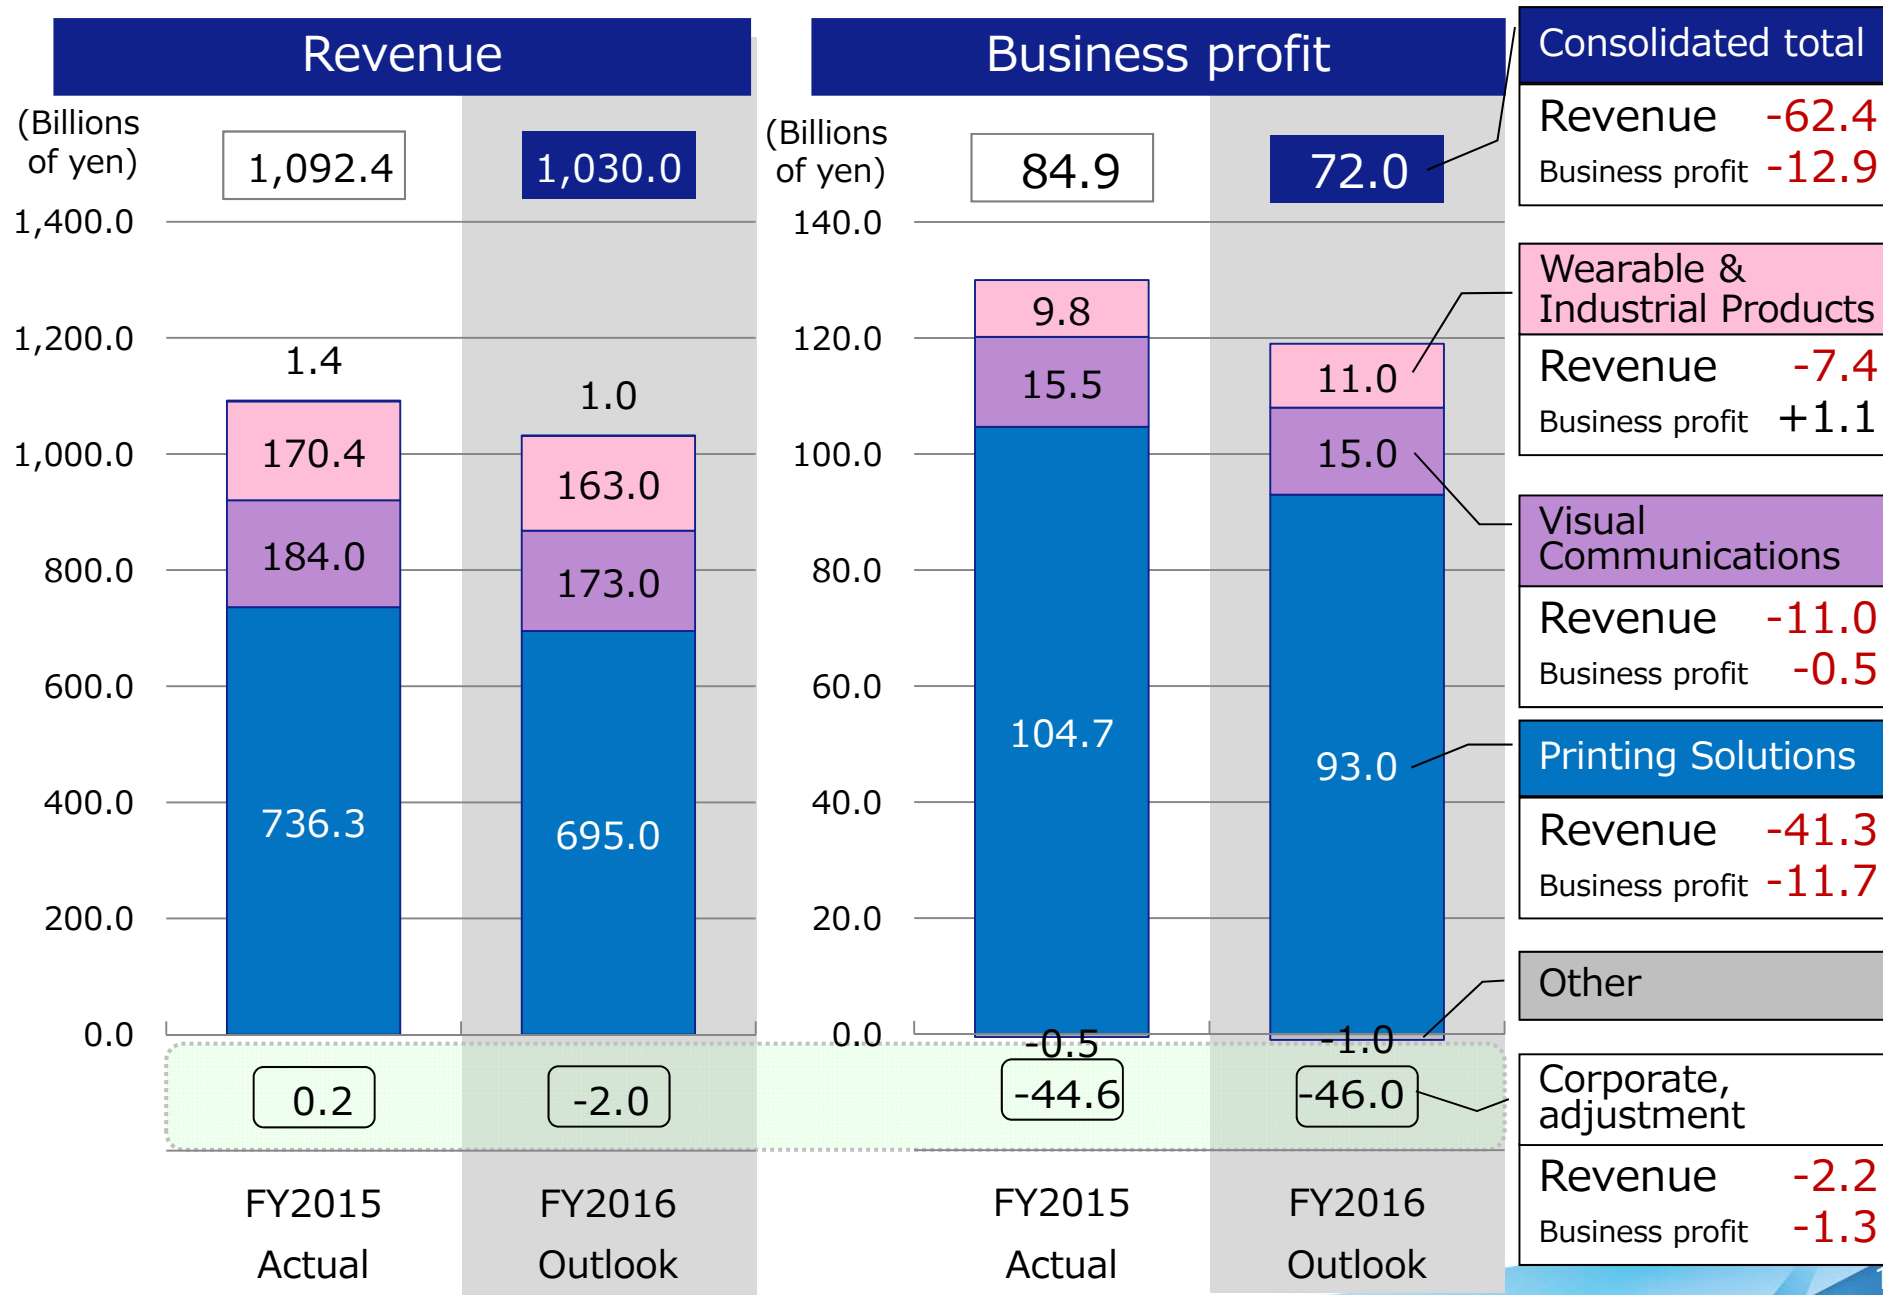 Revenue
(Billions
of yen)
1,092.4
1,030.0
1,400.0
1,200.0
1,000.0
800.0
600.0
400.0
200.0
0.0
1.4
170.4
184.0
736.3
0.2
1.0
163.0
173.0
695.0
-2.0
FY2015
Actual
FY2016
Outlook
Business profit
(Billions
of yen)
84.9
72.0
140.0
120.0
100.0
80.0
60.0
40.0
20.0
0.0
9.8
15.5
104.7
-0.5
-44.6
11.0
15.0
93.0
-1.0
-46.0
FY2015
Actual
FY2016
Outlook
Consolidated total
Revenue -62.4
Business profit -12.9
Wearable &
Industrial Products
Revenue -7.4
Business profit +1.1
Visual
Communications
Revenue -11.0
Business profit -0.5
Printing Solutions
Revenue -41.3
Business profit -11.7
Other
Corporate,
adjustment
Revenue -2.2
Business profit -1.3